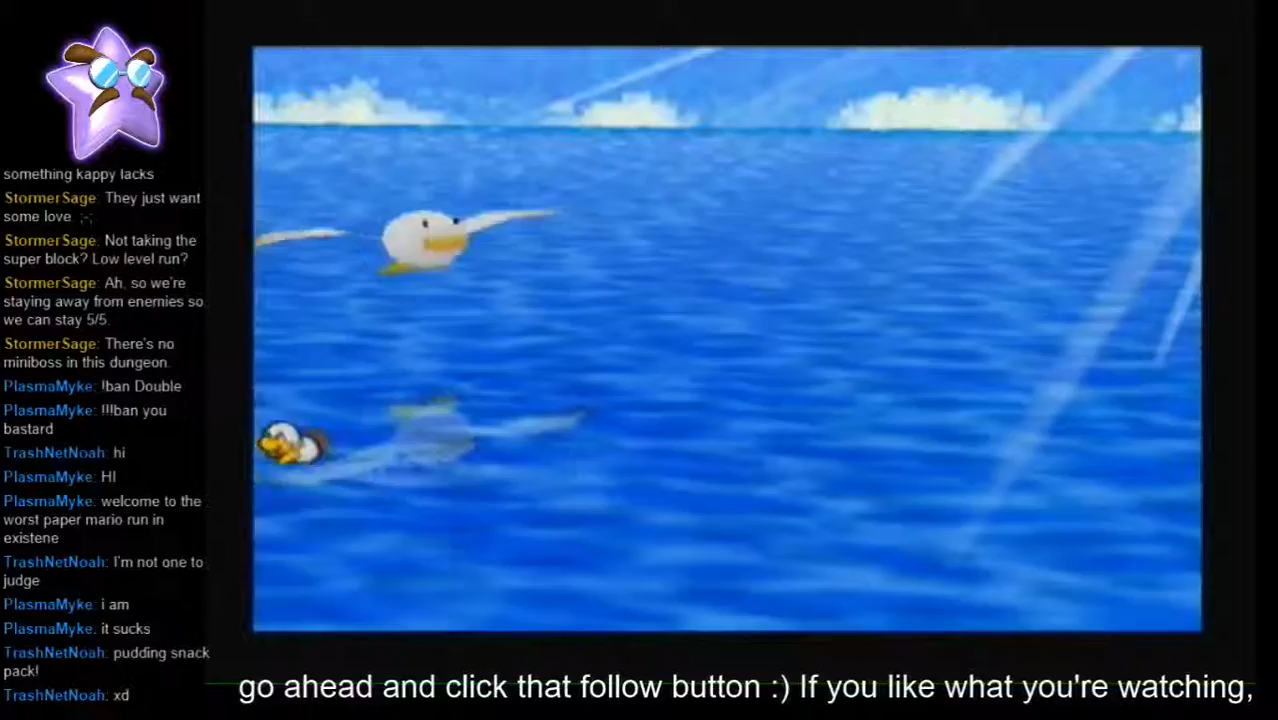 something kappy lacks
StormerSage: They just want
some love ;-;
StormerSage: Not taking the
super block? Low level run?
StormerSage: Ah, so we're
staying away from enemies so
we can stay 5/5.
StormerSage: There's no
miniboss in this dungeon.
PlasmaMyke: !ban Double
PlasmaMyke: !!!ban you
bastard
TrashNetNoah: hi
PlasmaMyke: HI
PlasmaMyke: welcome to the
worst paper mario run in
existene
TrashNetNoah: I'm not one to
judge
PlasmaMyke: i am
PlasmaMyke: it sucks
TrashNetNoah: pudding snack
pack!
TrashNetNoah: xd
go ahead and click that follow button :) If you like what you're watching,